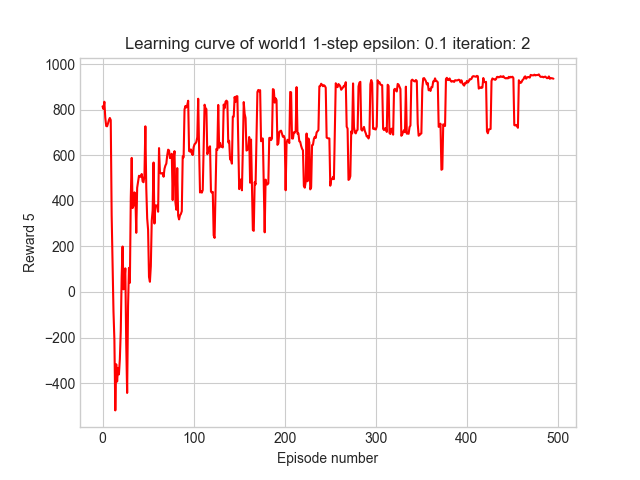 Learning curve of world1 1-step epsilon: 0.1 iteration: 2
1000
800
600
400
200
0
−200
−400
Reward 5
0 100 200 300 400 500
Episode number